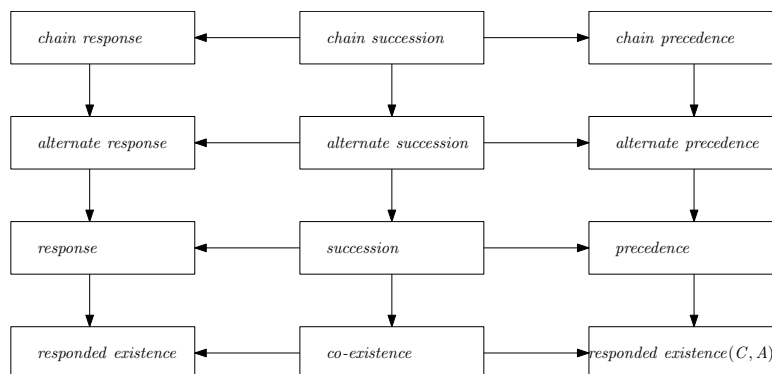 chain response chain succession chain precedence
alternate response alternate succession alternate precedence
response succession precedence
responded existence co-existence responded existence(C, A)